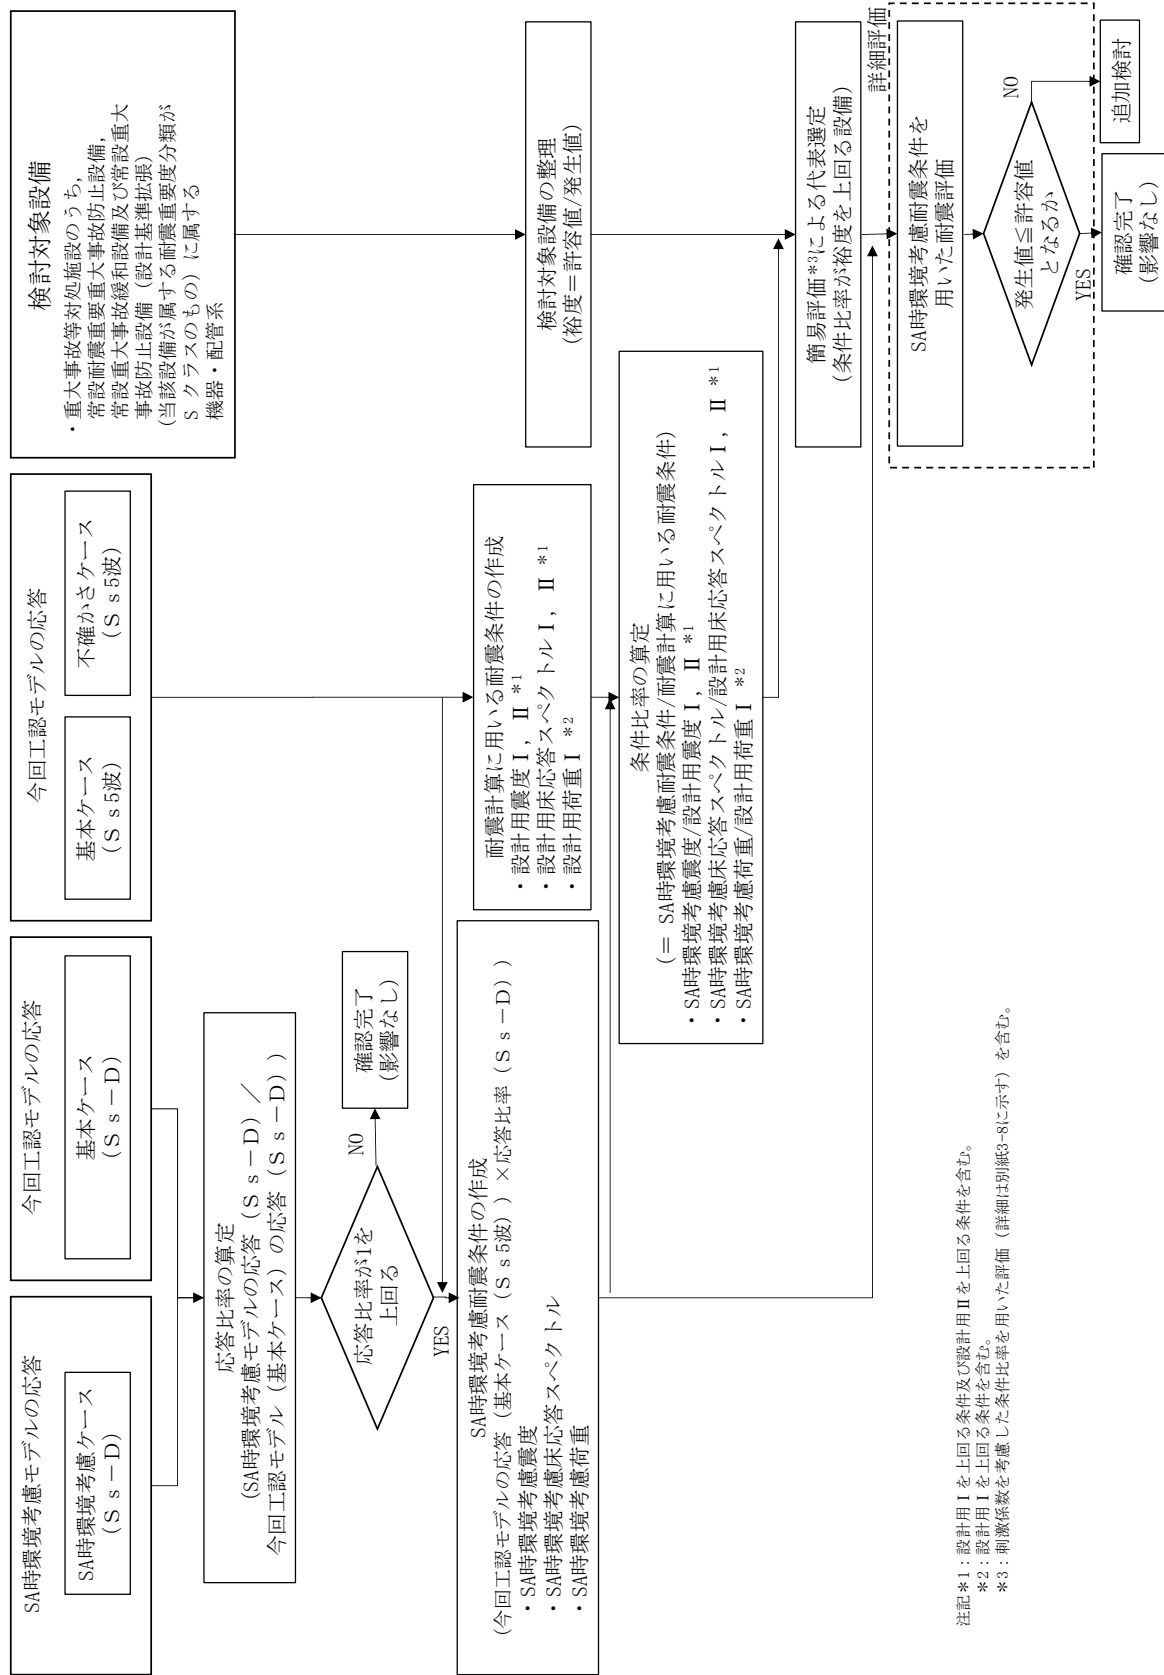 SA時環境考慮モデルの応答
SA時環境考慮ケース
(Ｓｓ－Ｄ)
今回工認モデルの応答
基本ケース
(Ｓｓ－Ｄ)
今回工認モデルの応答
基本ケース
(Ｓｓ5波)
不確かさケース
(Ｓｓ5波)
検討対象設備
・重大事故等対処施設のうち,
常設耐震重要重大事故防止設備,
常設重大事故緩和設備及び常設重大
事故防止設備（設計基準拡張）
(当該設備が属する耐震重要度分類が
Ｓ クラスのもの）に属する
機器・配管系
応答比率の算定
(SA時環境考慮モデルの応答（Ｓｓ－Ｄ）／
今回工認モデル（基本ケース）の応答（Ｓｓ－Ｄ））
応答比率が1を
上回る
NO
確認完了
(影響なし)
YES
SA時環境考慮耐震条件の作成
(今回工認モデルの応答（基本ケース（Ｓｓ5波））×応答比率（Ｓｓ－Ｄ））
・SA時環境考慮震度
・SA時環境考慮床応答スペクトル
・SA時環境考慮荷重
耐震計算に用いる耐震条件の作成
・設計用震度Ⅰ, Ⅱ *1
・設計用床応答スペクトルⅠ, Ⅱ *1
・設計用荷重Ⅰ *2
検討対象設備の整理
(裕度＝許容値/発生値)
条件比率の算定
(＝ SA時環境考慮耐震条件/耐震計算に用いる耐震条件)
・SA時環境考慮震度/設計用震度Ⅰ, Ⅱ *1
・SA時環境考慮床応答スペクトル/設計用床応答スペクトルⅠ, Ⅱ *1
・SA時環境考慮荷重/設計用荷重Ⅰ *2
簡易評価*3による代表選定
(条件比率が裕度を上回る設備)
詳細評価
SA時環境考慮耐震条件を
用いた耐震評価
発生値≦許容値
となるか
NO
追加検討
YES
確認完了
(影響なし)
注記*1：設計用Ⅰを上回る条件及び設計用Ⅱを上回る条件を含む。
*2：設計用Ⅰを上回る条件を含む。
*3：刺激係数を考慮した条件比率を用いた評価（詳細は別紙3-8に示す）を含む。